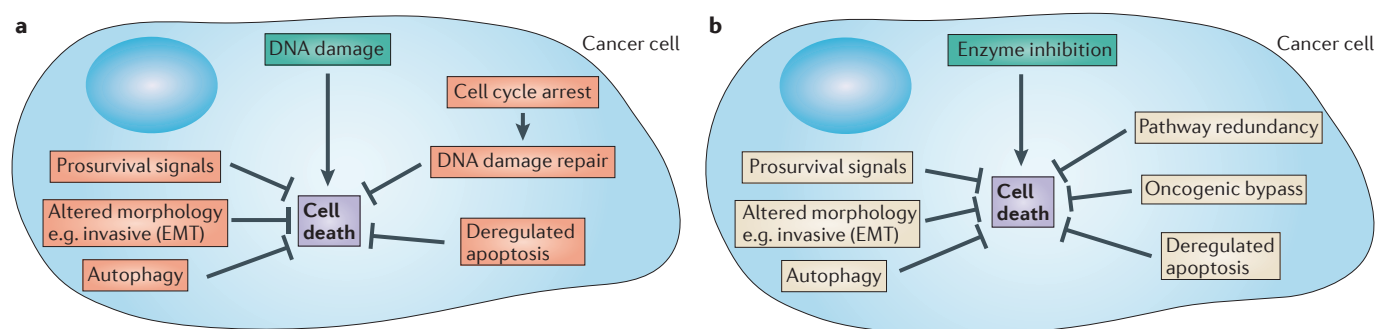 a
DNA damage
Cancer cell
Cell cycle arrest
Prosurvival signals
DNA damage repair
Altered morphology
e.g. invasive (EMT)
Cell
death
Deregulated
apoptosis
Autophagy
b
Enzyme inhibition
Cancer cell
Pathway redundancy
Prosurvival signals
Oncogenic bypass
Altered morphology
e.g. invasive (EMT)
Cell
death
Deregulated
apoptosis
Autophagy